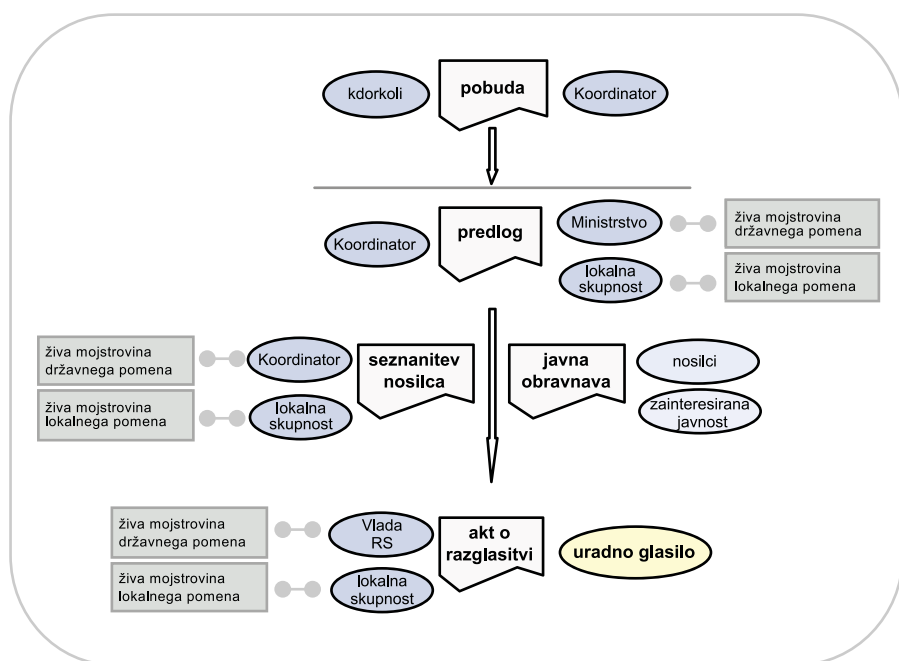 kdorkoli
pobuda
Koordinator
Koordinator
predlog
Ministrstvo
živa mojstrovina
državnega pomena
lokalna
skupnost
živa mojstrovina
lokalnega pomena
živa mojstrovina
državnega pomena
Koordinator
seznanitev
nosilca
javna
obravnava
nosilci
živa mojstrovina
lokalnega pomena
lokalna
skupnost
zainteresirana
javnost
živa mojstrovina
državnega pomena
Vlada
RS
akt o
razglasitvi
uradno glasilo
živa mojstrovina
lokalnega pomena
lokalna
skupnost